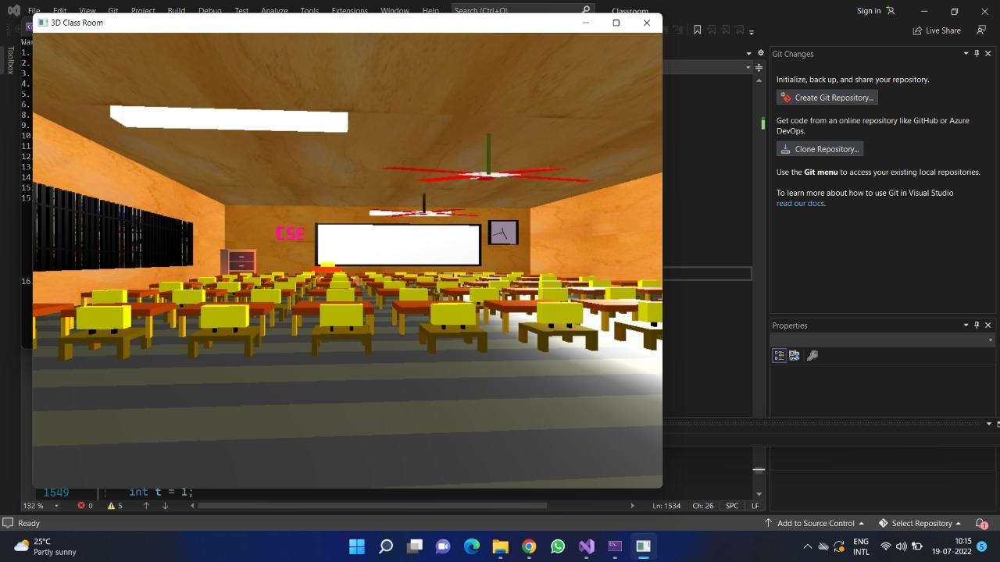 File Edit View Git Project Build Debug Test Analyze Tools Extensions Window Help Search (Ctrl+Q) Classroom Sign in
3D Class Room
Live Share
Toolbox
Git Changes
Initialize, back up, and share your repository.
Create Git Repository...
Get code from an online repository like GitHub or Azure
DevOps.
Clone Repository...
Use the Git menu to access your existing local repositories.
To learn more about how to use Git in Visual Studio
read our docs.
1.
2.
3.
4.
5.
6.
7.
8.
9.
10
11
12
13
14
15
15
16
CSE
Properties
1549 int t = 1;
132 % 0 5 Ln: 1534 Ch: 26 SPC LF
Ready Add to Source Control Select Repository 1
25°C
Partly sunny
ENG
INTL
11:15
19-07-2022 5